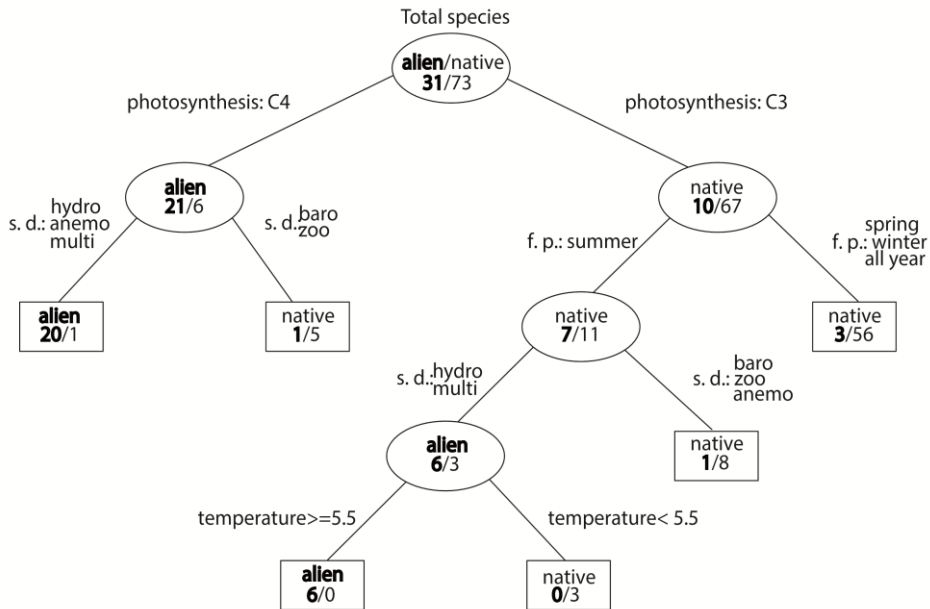 Total species
alien/native
31/73
photosynthesis: C4
photosynthesis: C3
alien
21/6
native
10/67
hydro
s. d.: anemo
multi
baro
s. d.:zoo
f. p.: summer
spring
f. p.: winter
all year
alien
20/1
native
1/5
native
7/11
native
3/56
s. d.:hydro
multi
baro
s. d.: zoo
anemo
alien
6/3
native
1/8
temperature>=5.5
temperature< 5.5
alien
6/0
native
0/3